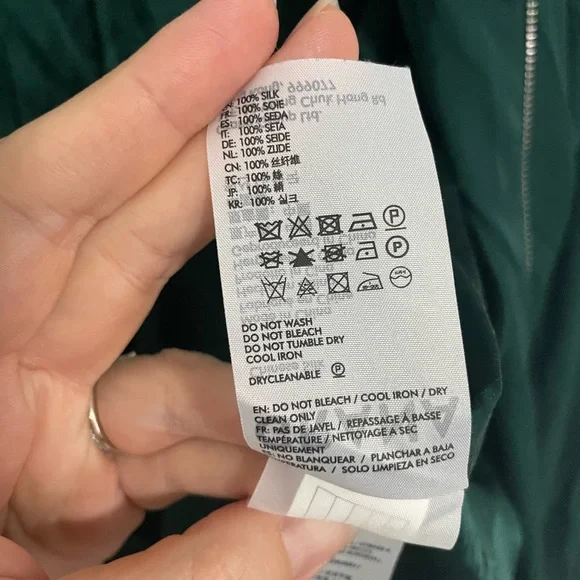 EN: 100% SILK
FR: 100% SOIE
ES: 100% SEDA
IT: 100% SETA
DE: 100% SEIDE
NL: 100% ZIJDE
CN: 100% 丝纤维
TC: 100% 絲
JP: 100% 絹
KR: 100% 실크
P
P
DO NOT WASH
DO NOT BLEACH
DO NOT TUMBLE DRY
COOL IRON
DRYCLEANABLE P
EN: DO NOT BLEACH / COOL IRON / DRY
CLEAN ONLY
FR: PAS DE JAVEL / REPASSAGE À BASSE
TEMPÉRATURE / NETTOYAGE A SEC
UNIQUEMENT
NO BLANQUEAR / PLANCHAR A BAJA
/ SOLO LIMPIEZA EN SECO